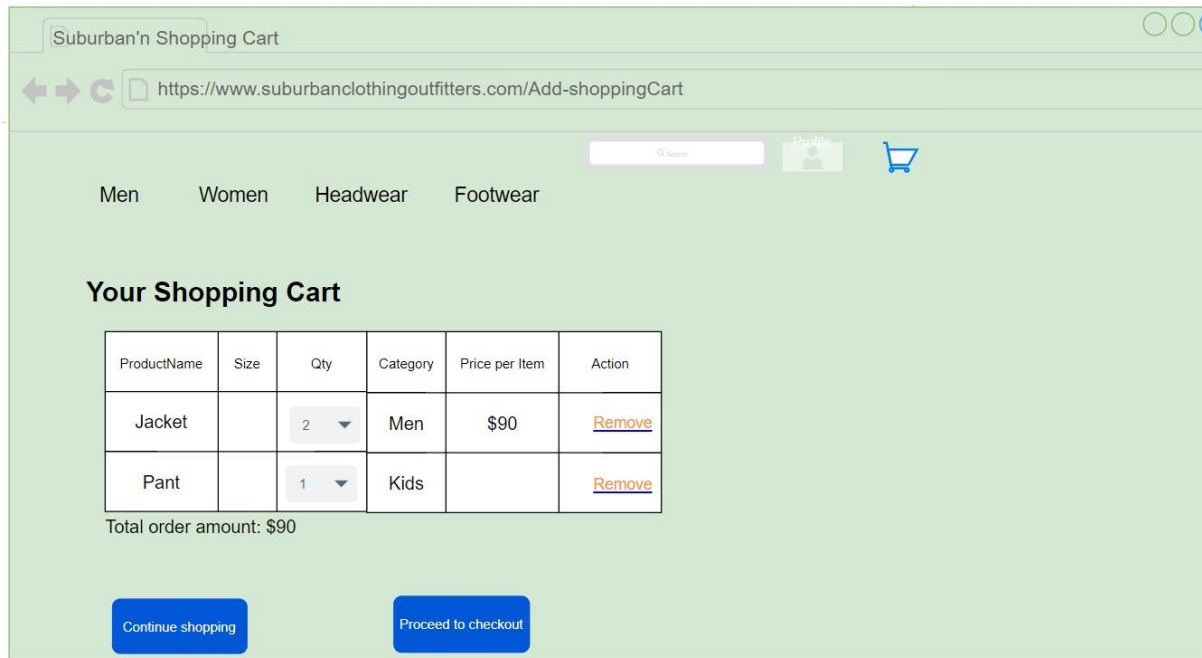 Suburban'n Shopping Cart
https://www.suburbanclothingoutfitters.com/Add-shoppingCart
Search
Profile
Men Women Headwear Footwear
Your Shopping Cart
ProductName Size Qty Category Price per Item Action
Jacket 2 Men $90 Remove
Pant 1 Kids Remove
Total order amount: $90
Continue shopping Proceed to checkout